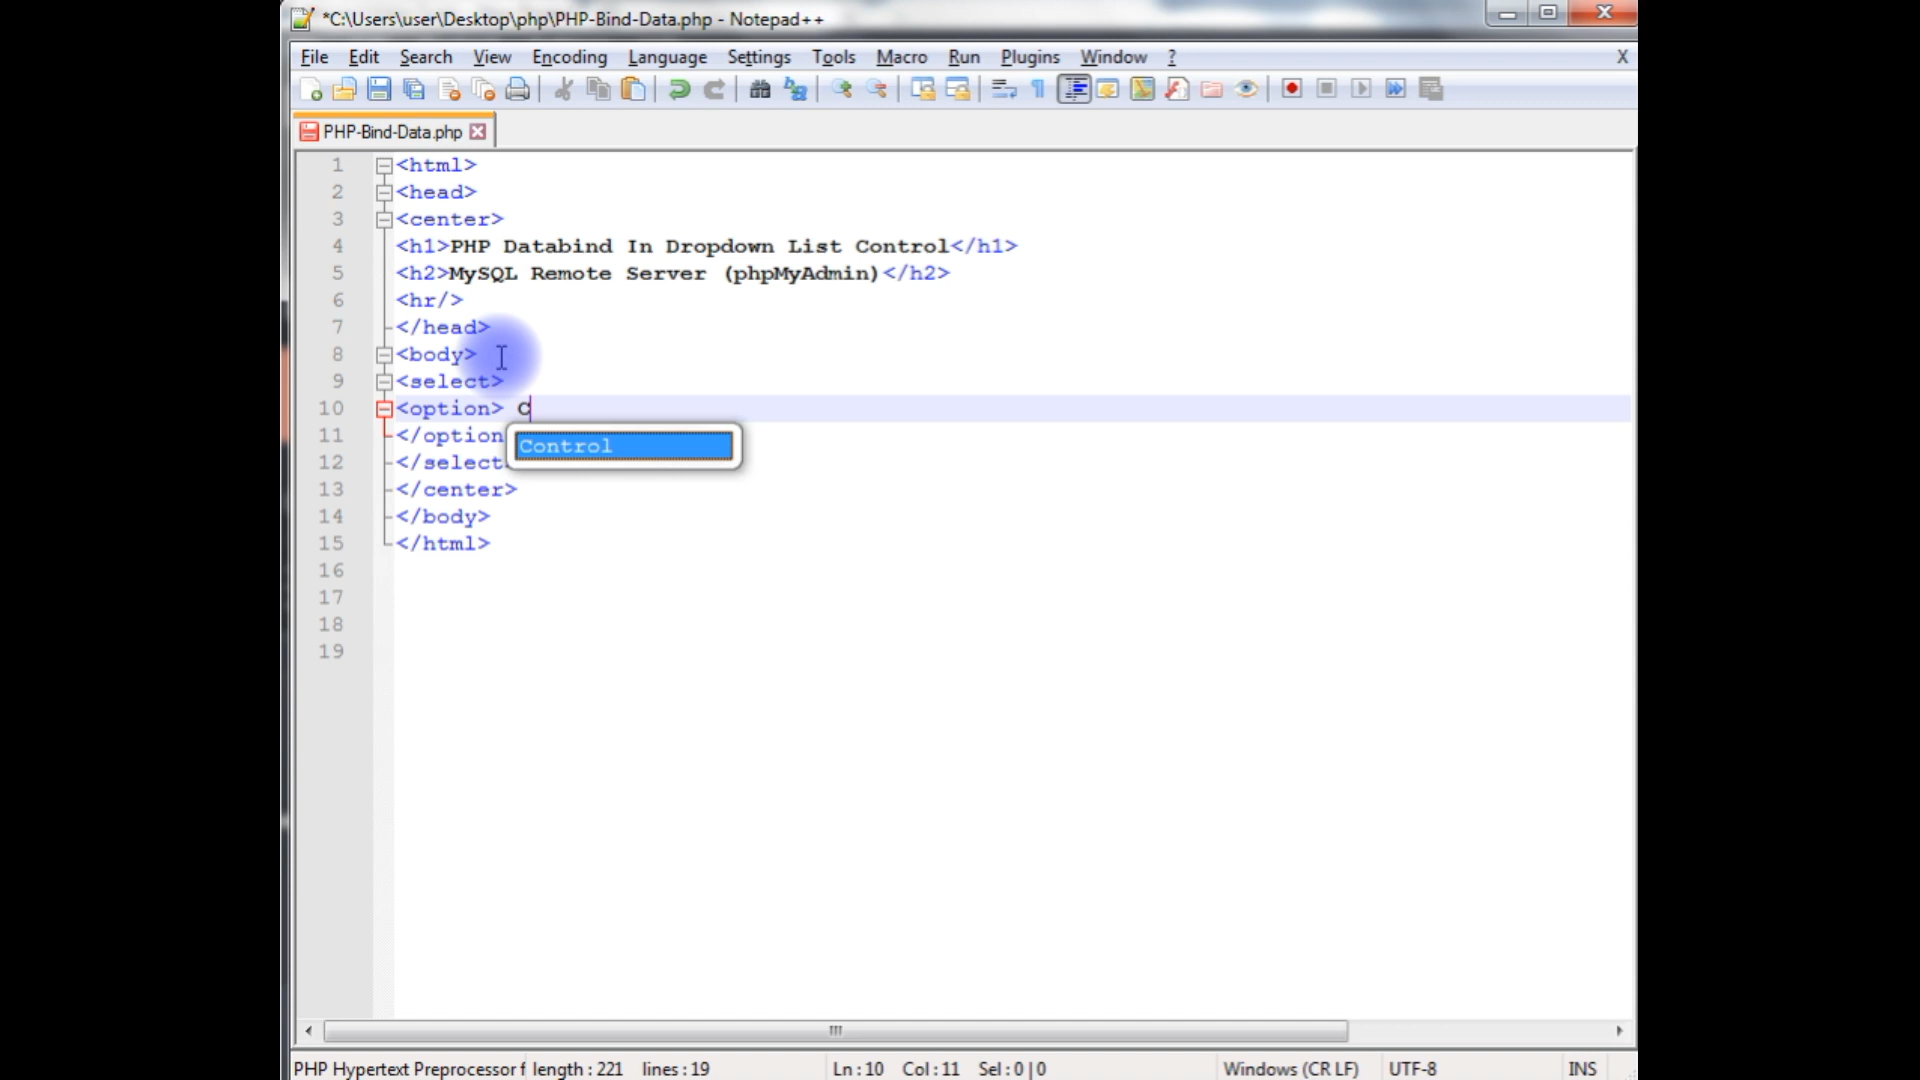 *C:\Users\user\Desktop\php\PHP-Bind-Data.php - Notepad++
File Edit Search View Encoding Language Settings Tools Macro Run Plugins Window ? X
PHP-Bind-Data.php
1 <html>
2 <head>
3 <center>
4 <h1>PHP Databind In Dropdown List Control</h1>
5 <h2>MySQL Remote Server (phpMyAdmin)</h2>
6 <hr/>
7 </head>
8 <body>
9 <select>
10 <option> C
11 </option
Control
12 </select
13 </center>
14 </body>
15 </html>
16
17
18
19
PHP Hypertext Preprocessor f length : 221 lines : 19 Ln : 10 Col : 11 Sel : 0 | 0 Windows (CR LF) UTF-8 INS